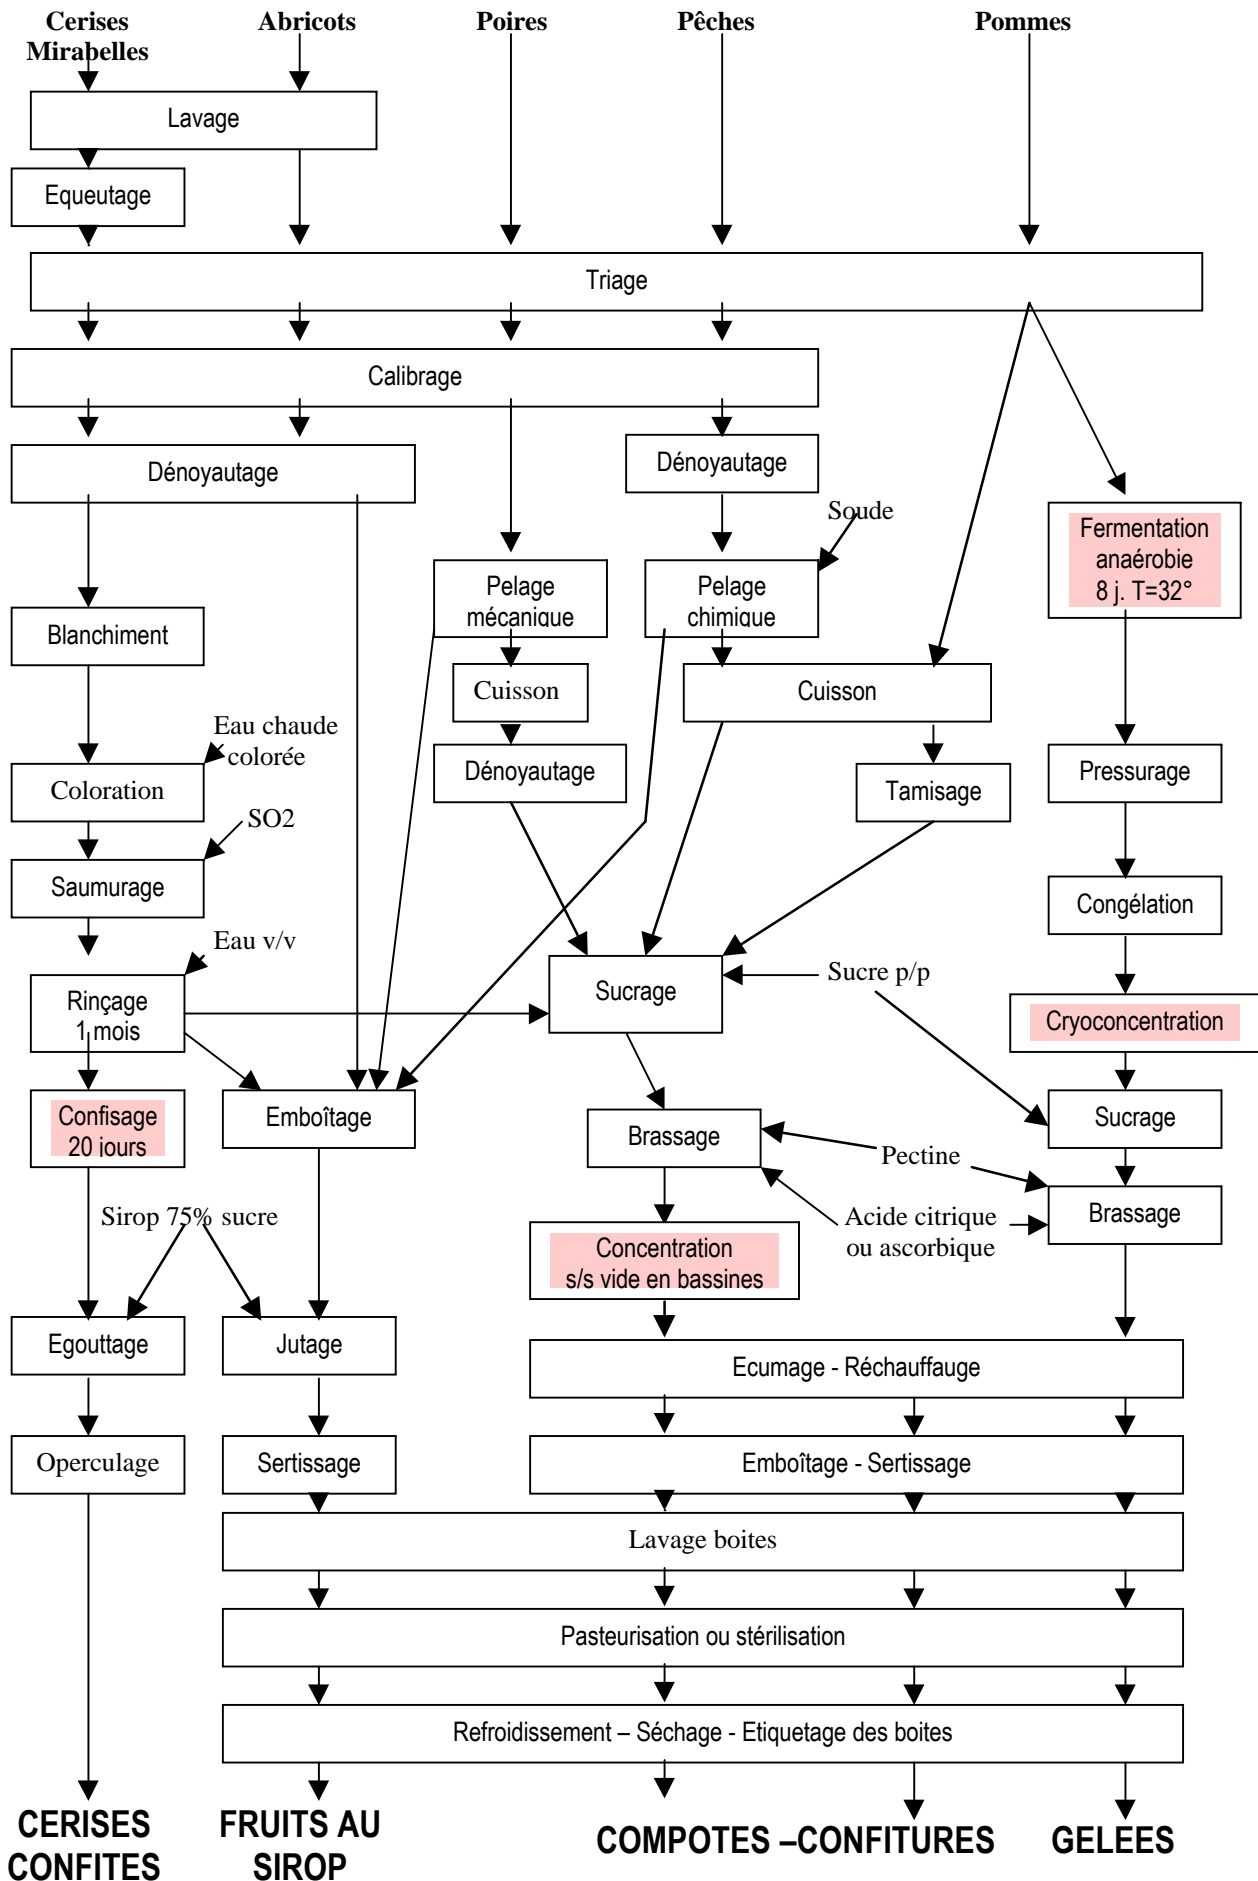 Cerises
Mirabelles
Abricots
Poires
Pêches
Pommes
Lavage
Equeutage
Triage
Calibrage
Dénoyautage
Dénoyautage
Soude
Fermentation
anaérobie
8 j. T=32°
Pelage
mécanique
Pelage
chimique
Blanchiment
Cuisson
Cuisson
Eau chaude
colorée
Coloration
Dénoyautage
Tamisage
Pressurage
SO2
Saumurage
Congélation
Eau v/v
Rinçage
1 mois
Sucrage
Sucre p/p
Cryoconcentration
Confisage
20 jours
Emboîtage
Brassage
Sucrage
Pectine
Sirop 75% sucre
Acide citrique
ou ascorbique
Brassage
Concentration
s/s vide en bassines
Egouttage
Jutage
Ecumage - Réchauffauge
Operculage
Sertissage
Emboîtage - Sertissage
Lavage boites
Pasteurisation ou stérilisation
Refroidissement – Séchage - Etiquetage des boites
CERISES
CONFITES
FRUITS AU
SIROP
COMPOTES –CONFITURES
GELEES